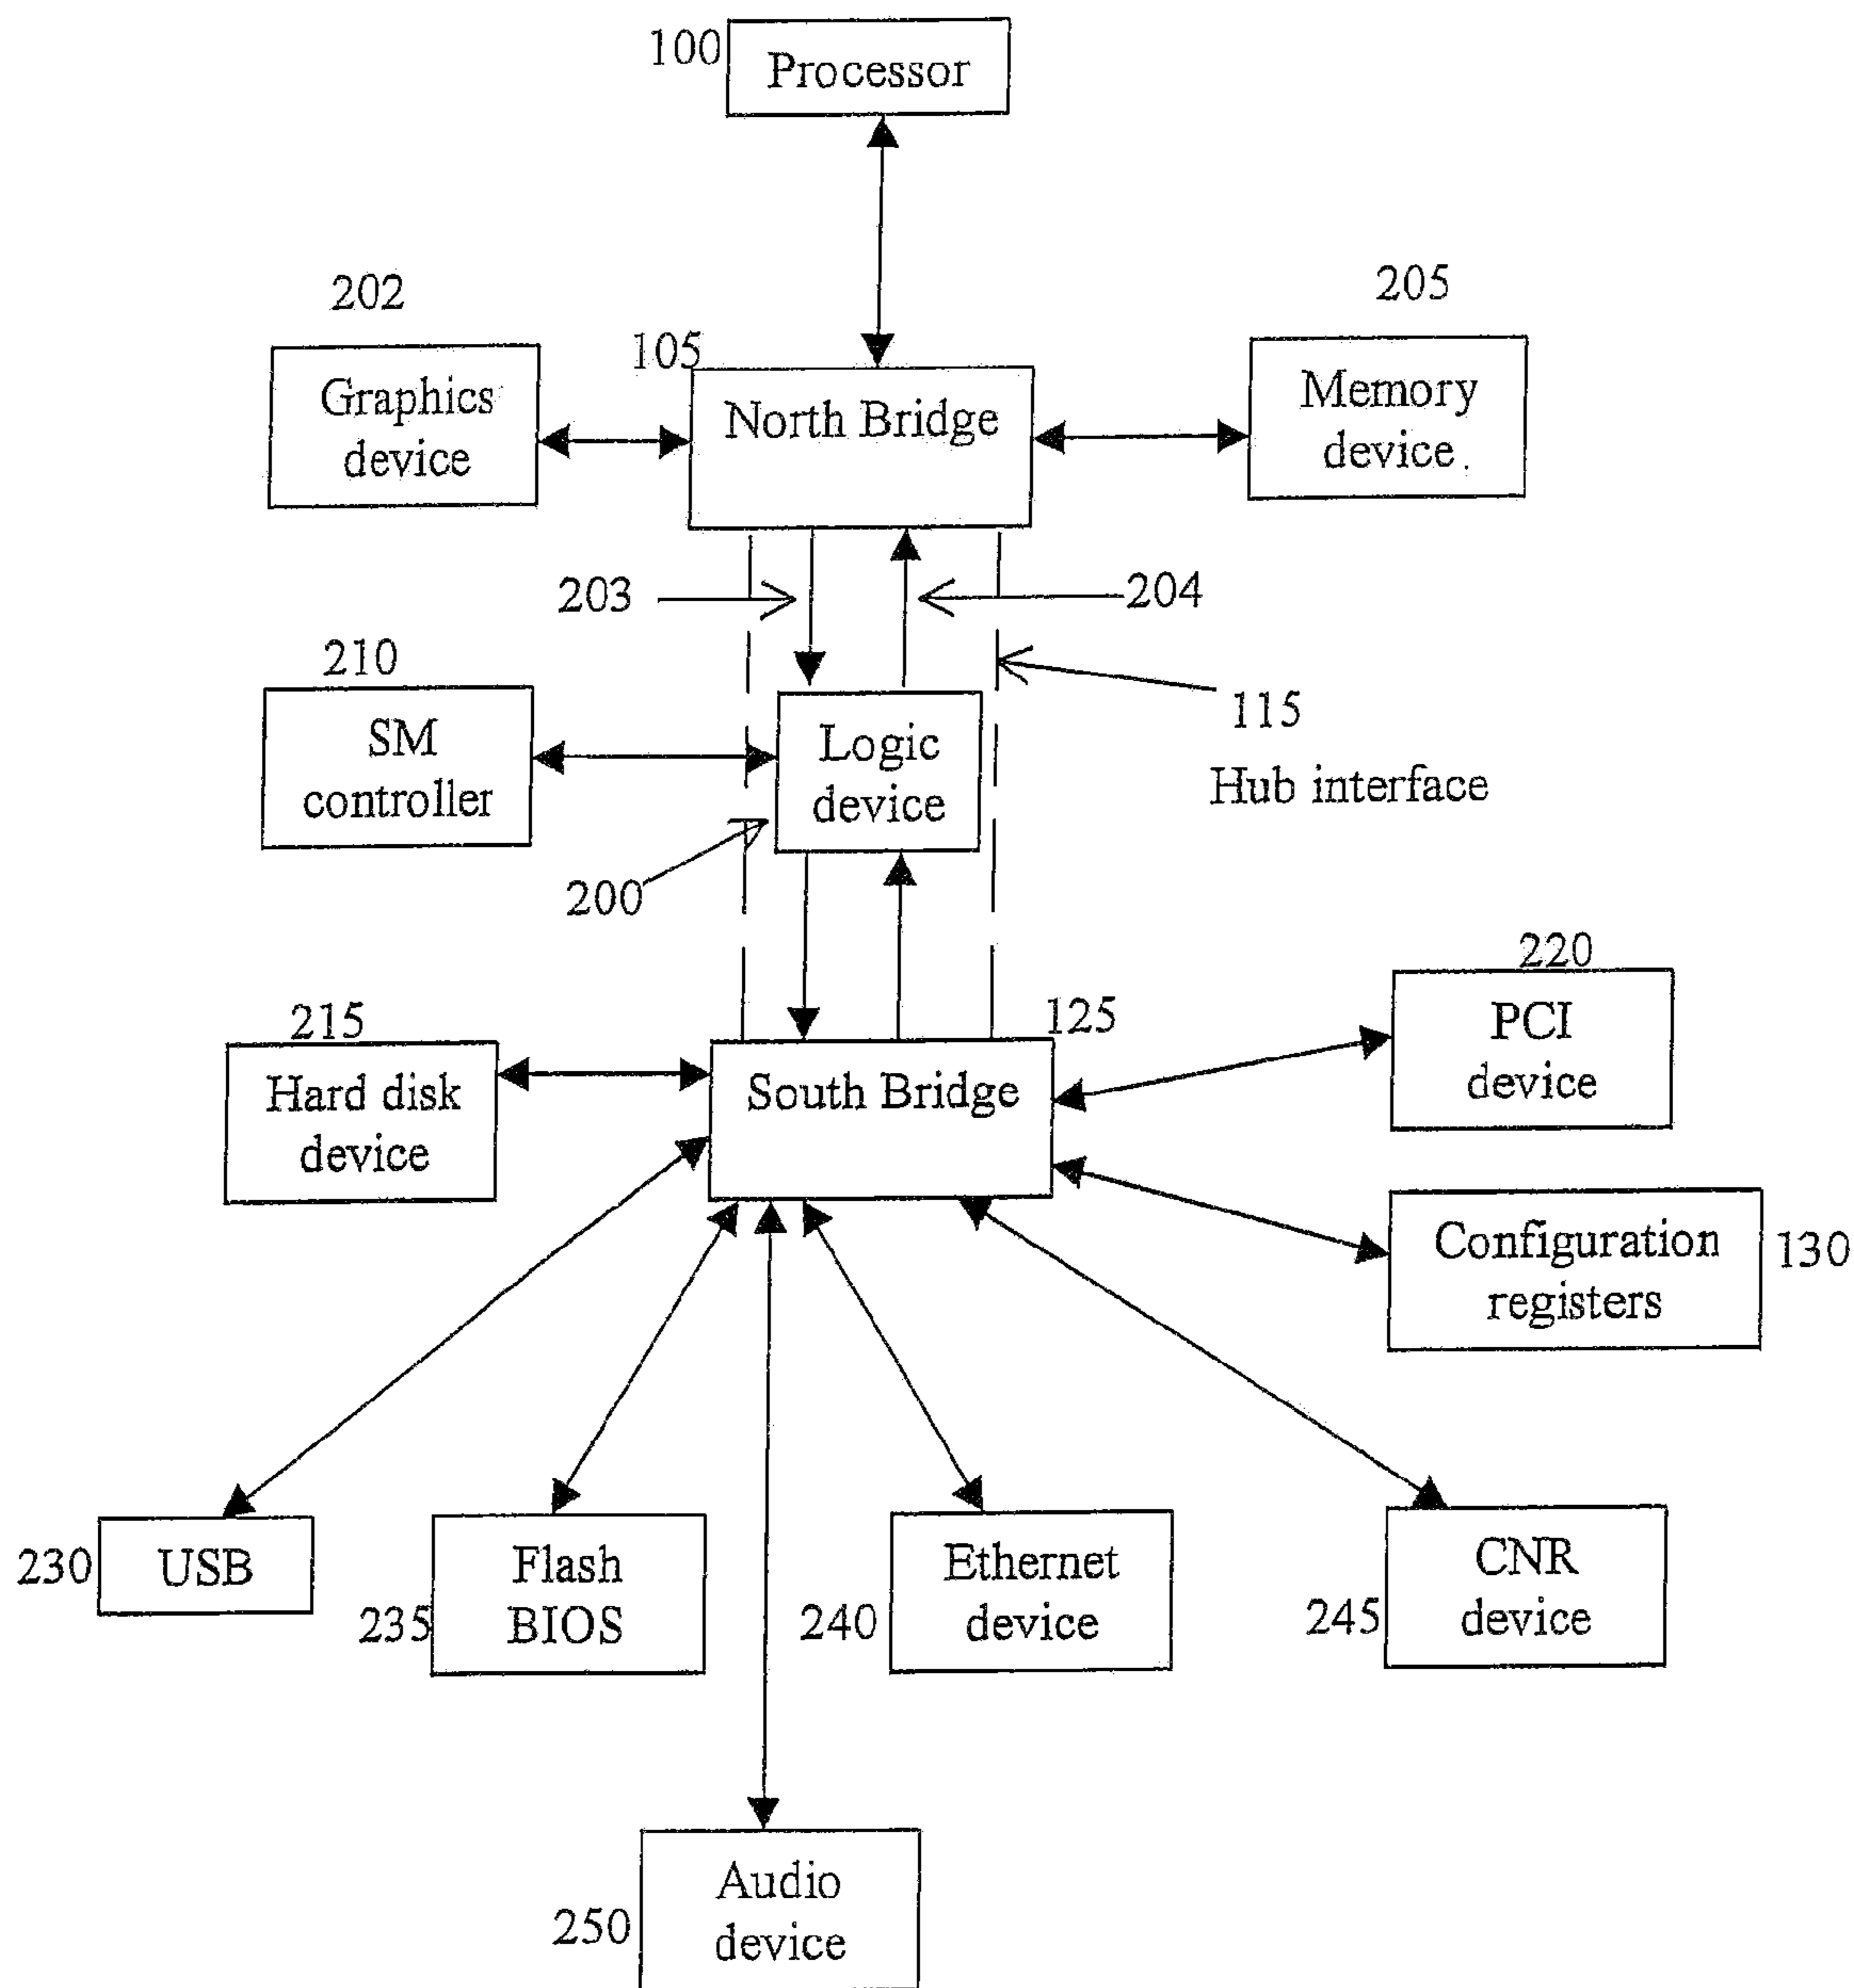 100
Processor
202
205
105
Graphics
device
North Bridge
Memory
device
203
204
210
SM
controller
Logic
device
115
Hub interface
200
220
215
125
PCI
device
Hard disk
device
South Bridge
Configuration
registers
130
230
USB
Flash
BIOS
235
Ethernet
device
240
CNR
device
245
Audio
device
250